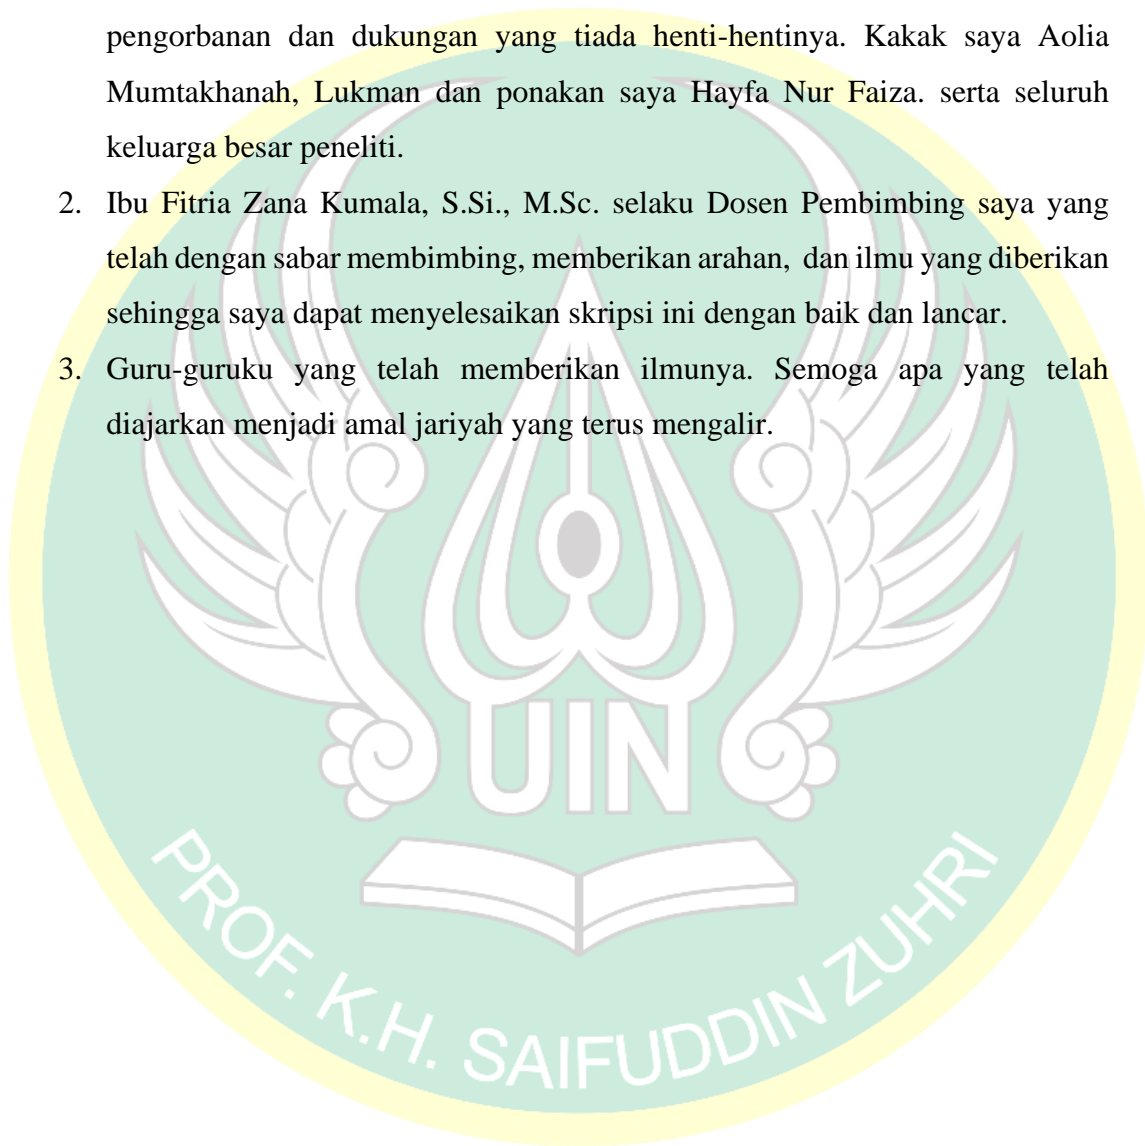 pengorbanan dan dukungan yang tiada henti-hentinya. Kakak saya Aolia
Mumtakhanah, Lukman dan ponakan saya Hayfa Nur Faiza. serta seluruh
keluarga besar peneliti.
2. Ibu Fitria Zana Kumala, S.Si., M.Sc. selaku Dosen Pembimbing saya yang
telah dengan sabar membimbing, memberikan arahan, dan ilmu yang diberikan
sehingga saya dapat menyelesaikan skripsi ini dengan baik dan lancar.
3. Guru-guruku yang telah memberikan ilmunya. Semoga apa yang telah
diajarkan menjadi amal jariyah yang terus mengalir.
UIN
PROF. K.H. SAIFUDDIN ZUHRI